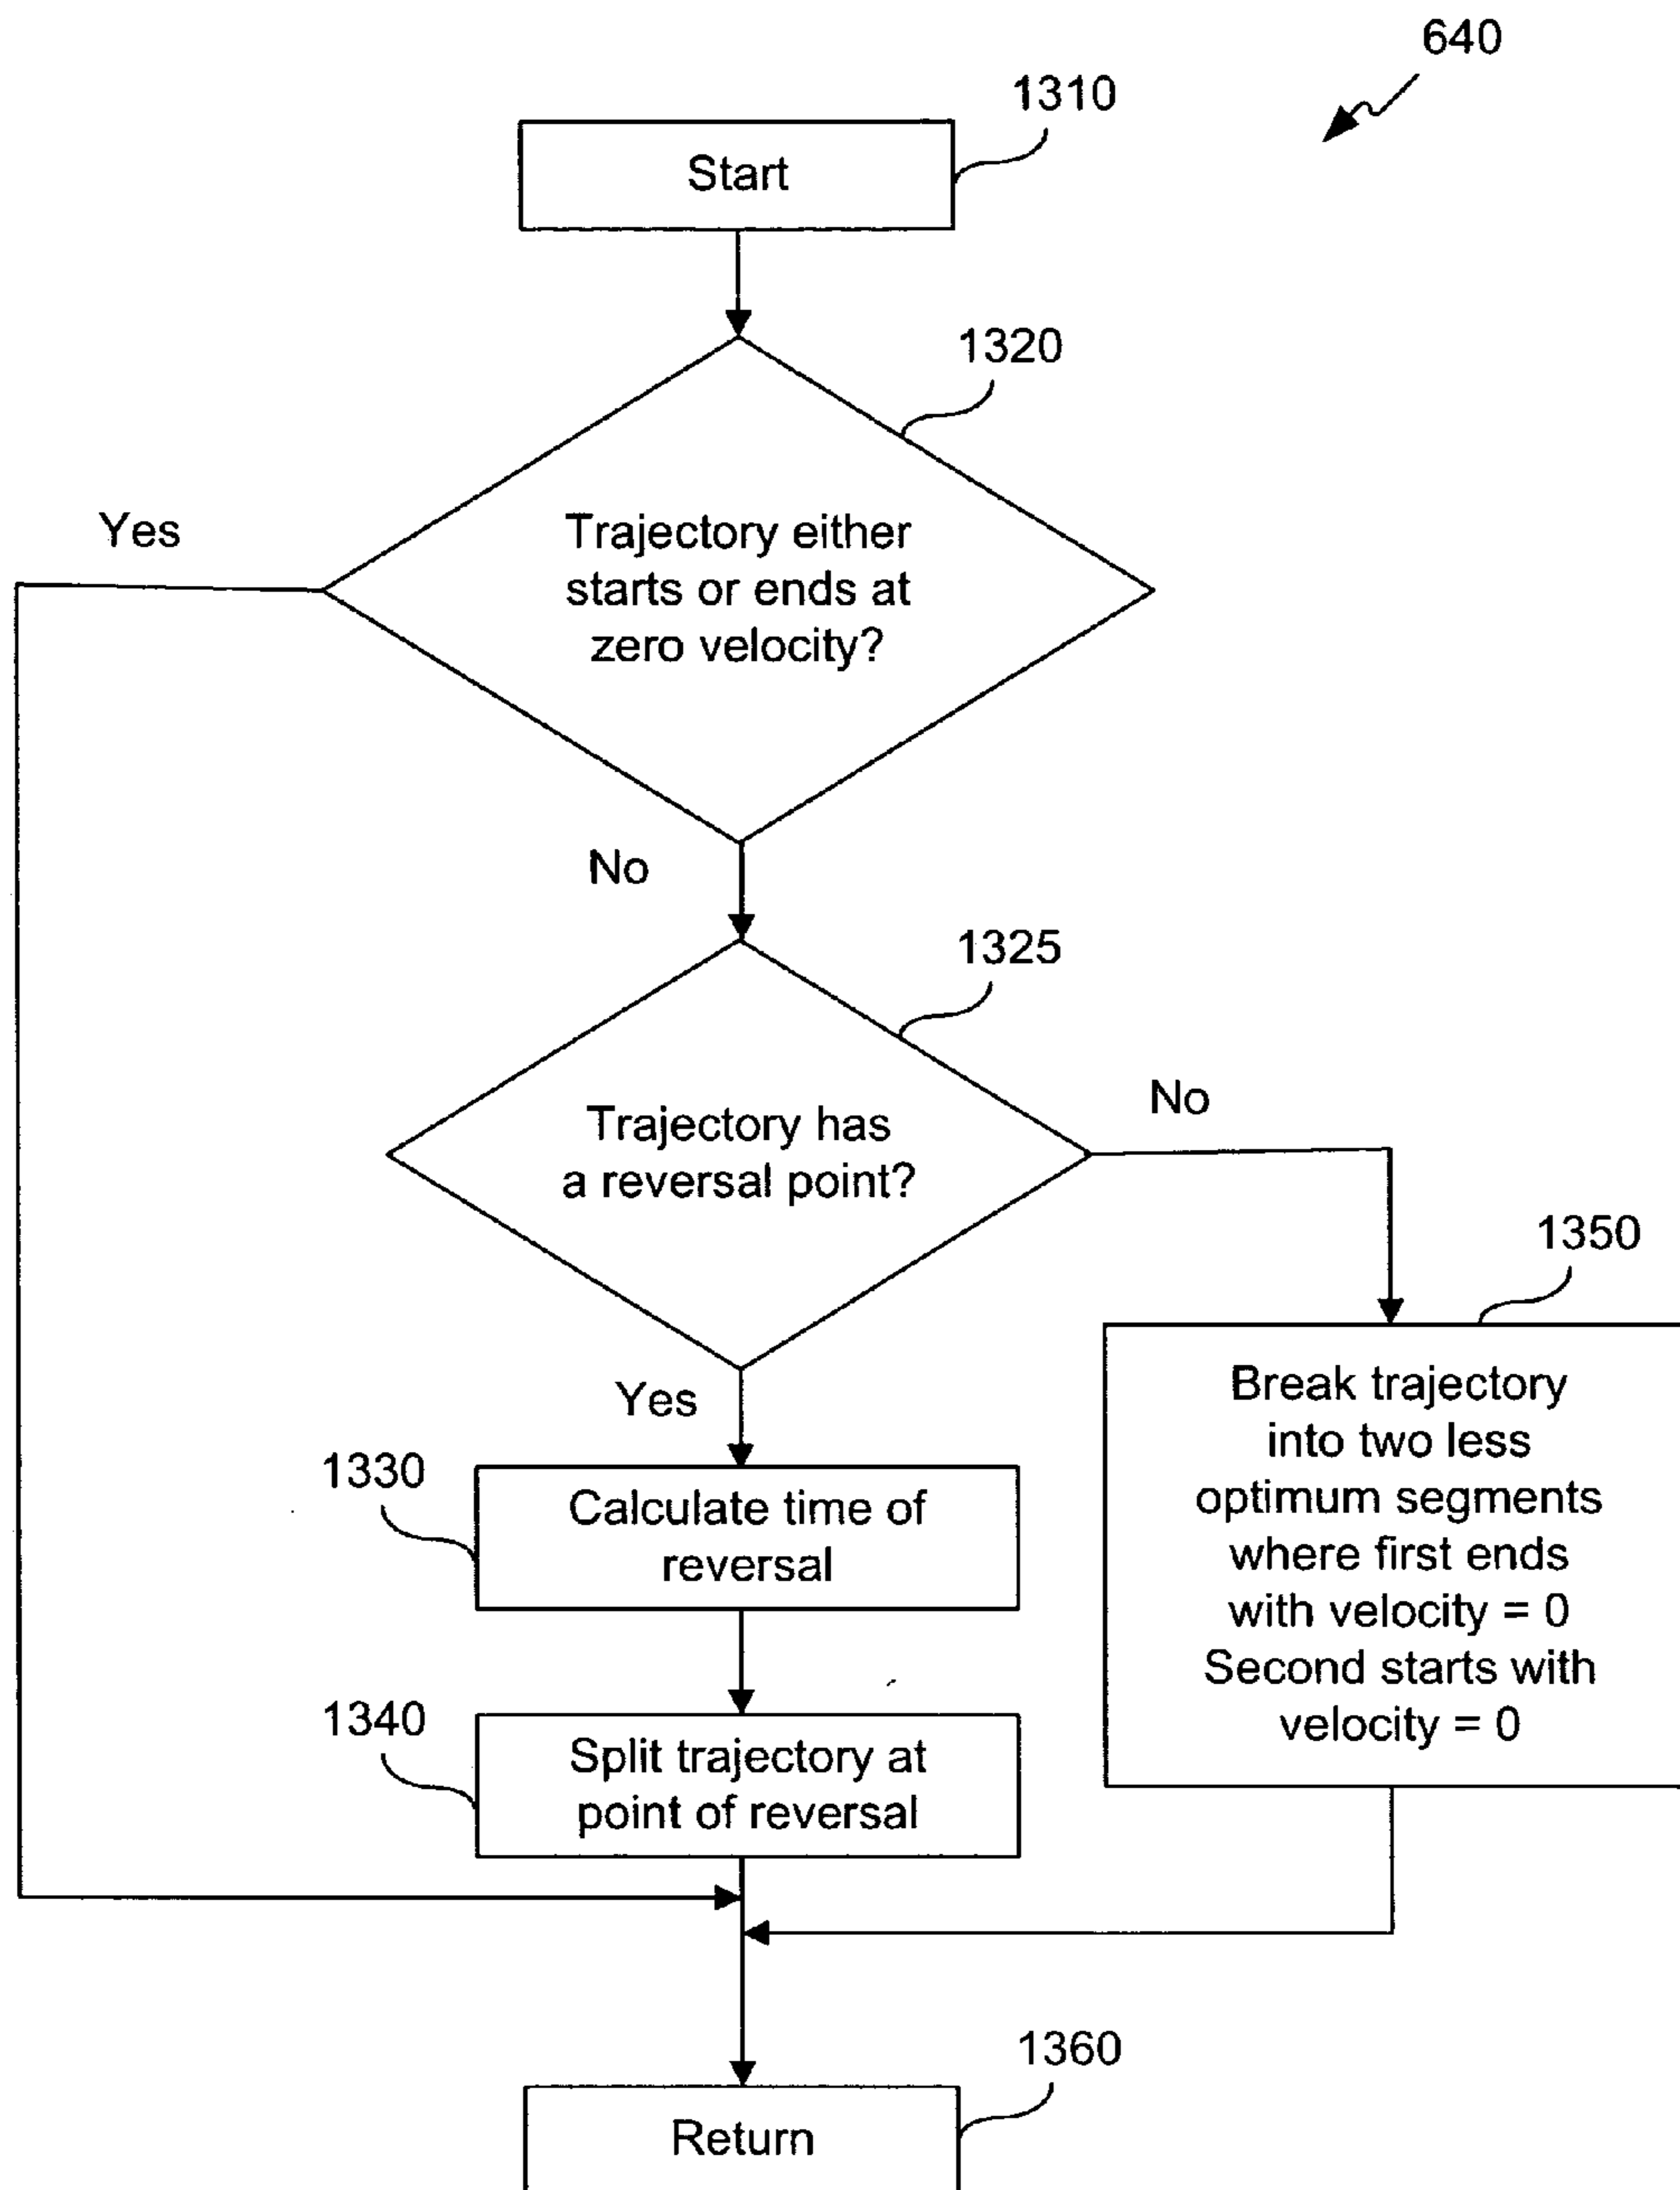 640
1310
Start
1320
Yes
Trajectory either
starts or ends at
zero velocity?
No
1325
No
Trajectory has
a reversal point?
1350
Yes
Break trajectory
into two less
optimum segments
where first ends
with velocity = 0
Second starts with
velocity = 0
1330
Calculate time of
reversal
1340
Split trajectory at
point of reversal
1360
Return